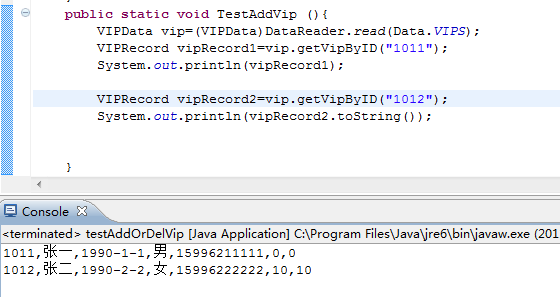 public static void TestAddVip (){
VIPData vip=(VIPData)DataReader.read(Data.VIPS);
VIPRecord vipRecord1=vip.getVipByID("1011");
System.out.println(vipRecord1);
VIPRecord vipRecord2=vip.getVipByID("1012");
System.out.println(vipRecord2.toString());
}
Console
<terminated> testAddOrDelVip [Java Application] C:\Program Files\Java\jre6\bin\javaw.exe (201
1011,张一,1990-1-1,男,15996211111,0,0
1012,张二,1990-2-2,女,15996222222,10,10